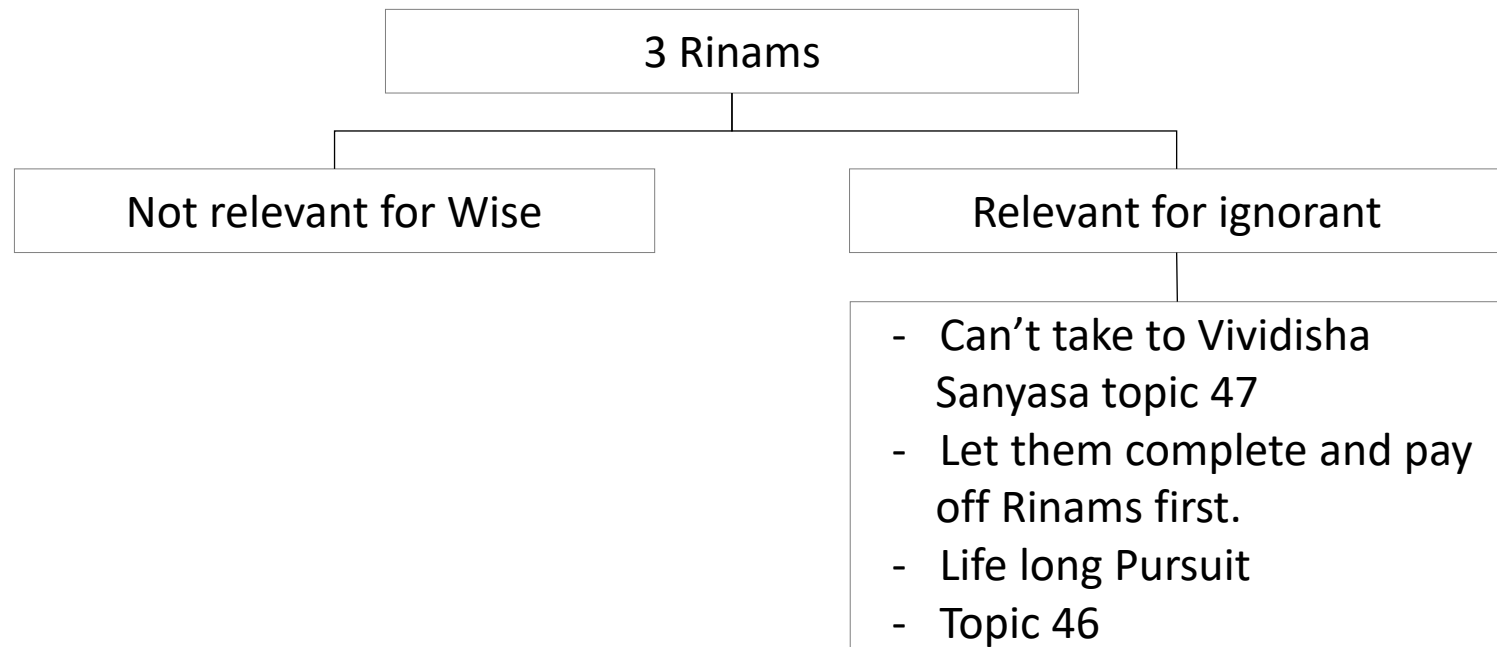 3 Rinams
Not relevant for Wise
Relevant for ignorant
- Can’t take to Vividisha
Sanyasa topic 47
- Let them complete and pay
off Rinams first.
- Life long Pursuit
- Topic 46